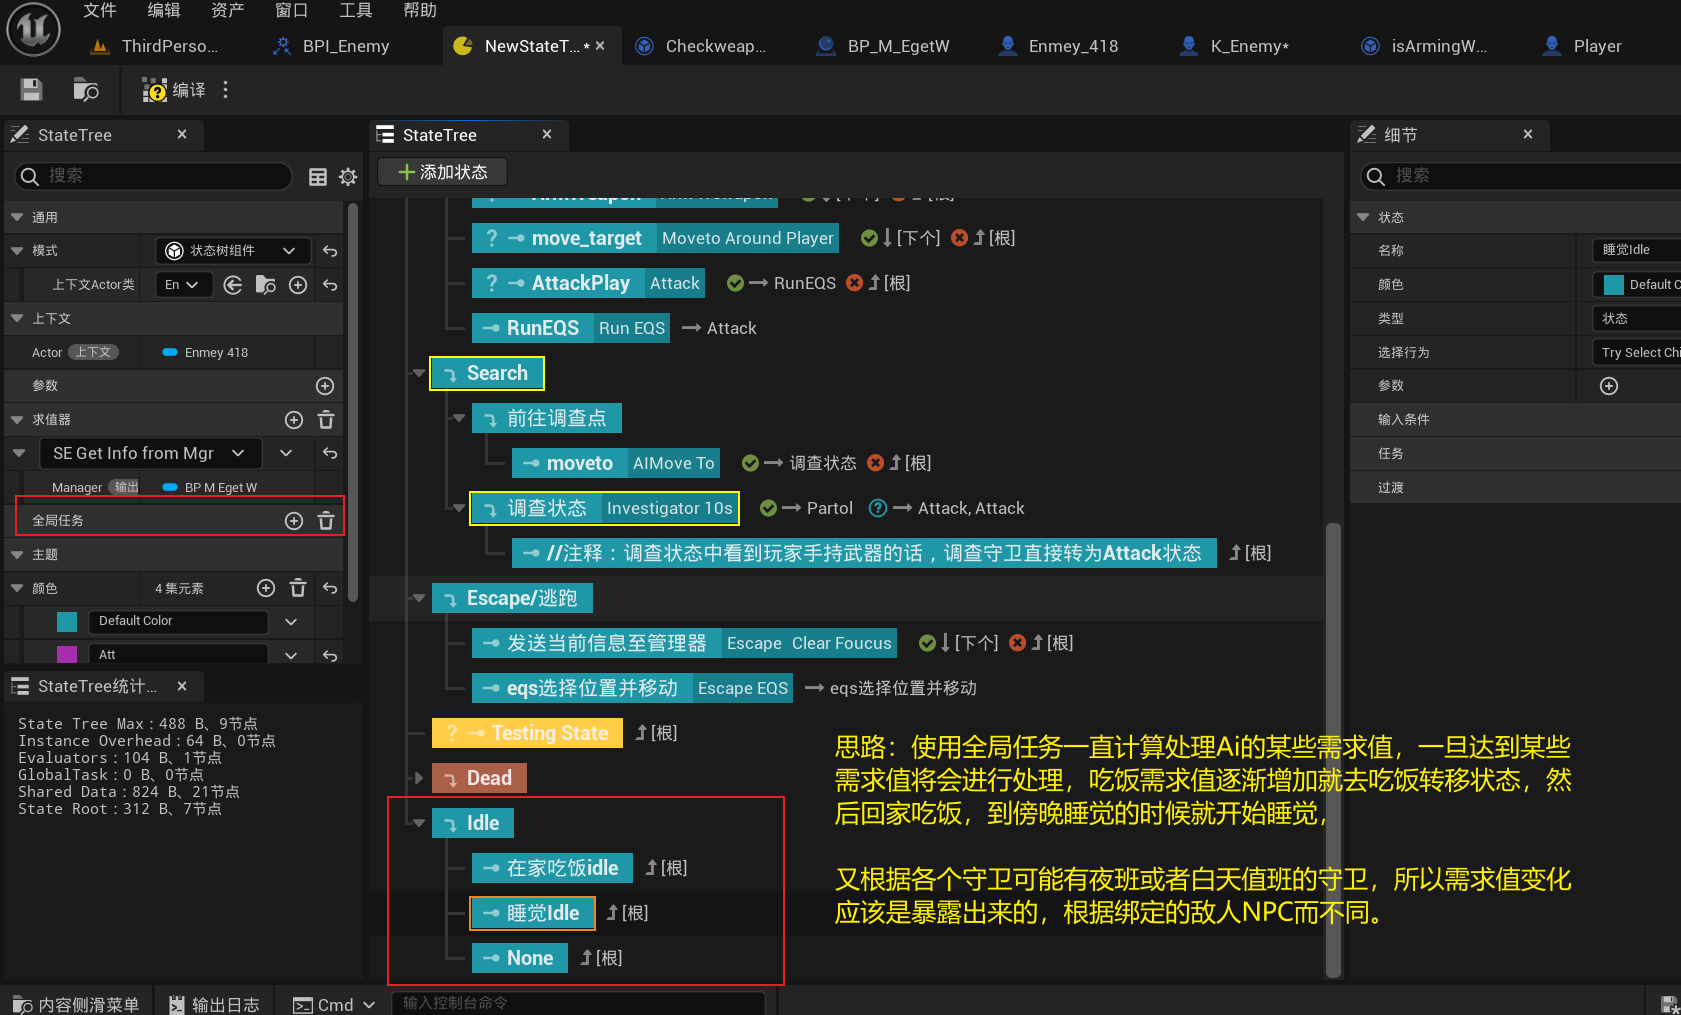 文件 编辑 资产 窗口 工具 帮助
ThirdPerso... BPI_Enemy NewStateT...* Checkweap... BP_M_EgetW Enmey_418 K_Enemy* isArmingW... Player
编译
StateTree
搜索
通用
模式 状态树组件
上下文Actor类 En
上下文
Actor 上下文 Enmey 418
参数
求值器
SE Get Info from Mgr
Manager 输出 BP M Eget W
全局任务
主题
颜色 4 集元素
Default Color
Att
StateTree统计...
State Tree Max：488 B、9节点
Instance Overhead：64 B、0节点
Evaluators：104 B、1节点
GlobalTask：0 B、0节点
Shared Data：824 B、21节点
State Root：312 B、7节点
StateTree
添加状态
move_target Moveto Around Player [下个] [根]
AttackPlay Attack RunEQS [根]
RunEQS Run EQS Attack
Search
前往调查点
moveto AIMove To 调查状态 [根]
调查状态 Investigator 10s Partol Attack, Attack
//注释：调查状态中看到玩家手持武器的话，调查守卫直接转为Attack状态 [根]
Escape/逃跑
发送当前信息至管理器 Escape Clear Foucus [下个] [根]
eqs选择位置并移动 Escape EQS eqs选择位置并移动
Testing State [根]
Dead
Idle
在家吃饭idle [根]
睡觉Idle [根]
None [根]
思路：使用全局任务一直计算处理Ai的某些需求值，一旦达到某些
需求值将会进行处理，吃饭需求值逐渐增加就去吃饭转移状态，然
后回家吃饭，到傍晚睡觉的时候就开始睡觉，
又根据各个守卫可能有夜班或者白天值班的守卫，所以需求值变化
应该是暴露出来的，根据绑定的敌人NPC而不同。
细节
搜索
状态
名称 睡觉Idle
颜色 Default C
类型 状态
选择行为 Try Select Chi
参数
输入条件
任务
过渡
内容侧滑菜单 输出日志 Cmd 输入控制台命令